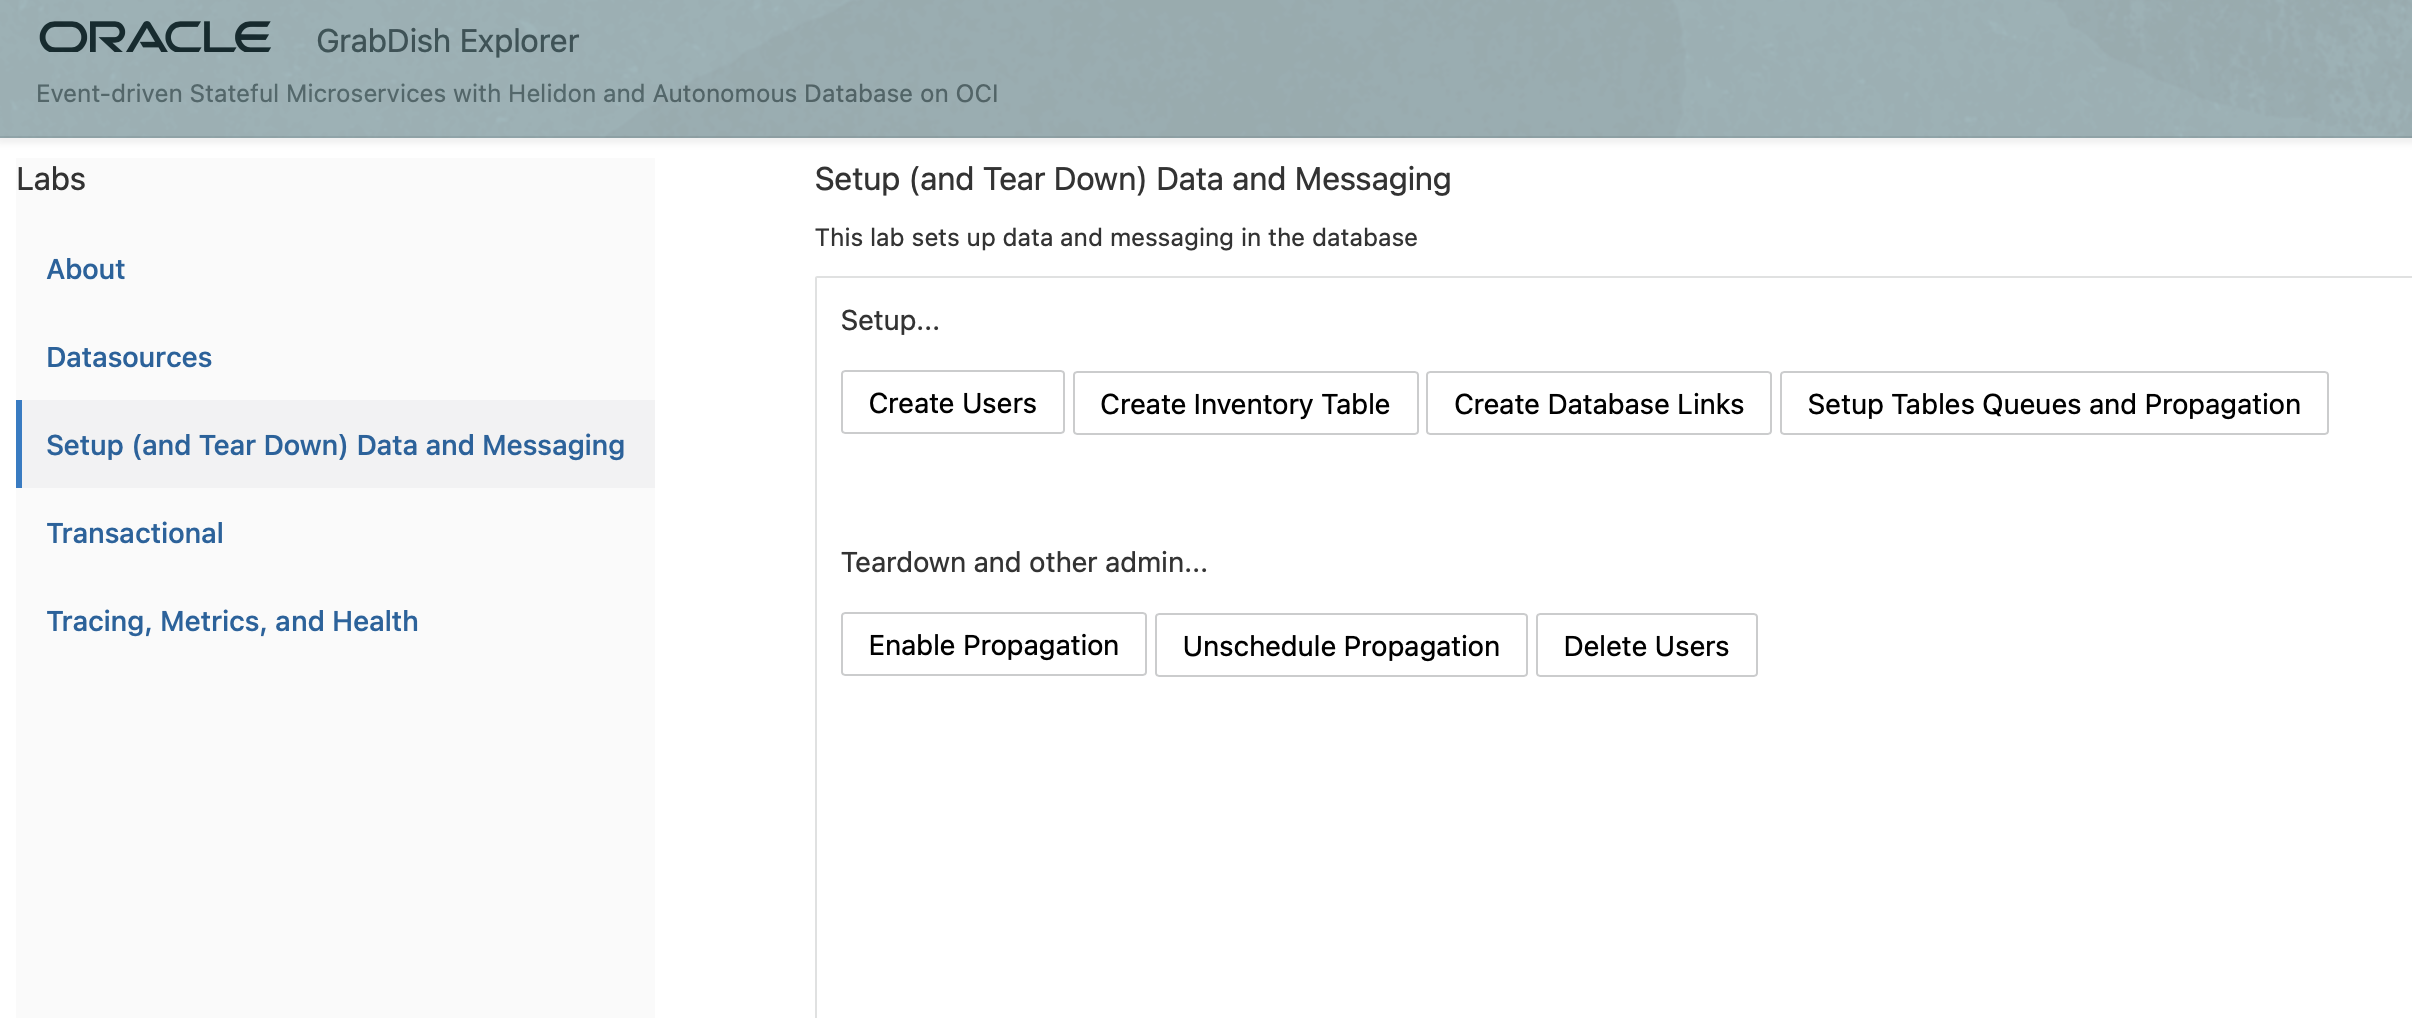 ORACLE GrabDish Explorer
Event-driven Stateful Microservices with Helidon and Autonomous Database on OCI
Labs
About
Datasources
Setup (and Tear Down) Data and Messaging
Transactional
Tracing, Metrics, and Health
Setup (and Tear Down) Data and Messaging
This lab sets up data and messaging in the database
Setup...
Create Users Create Inventory Table Create Database Links Setup Tables Queues and Propagation
Teardown and other admin...
Enable Propagation Unschedule Propagation Delete Users